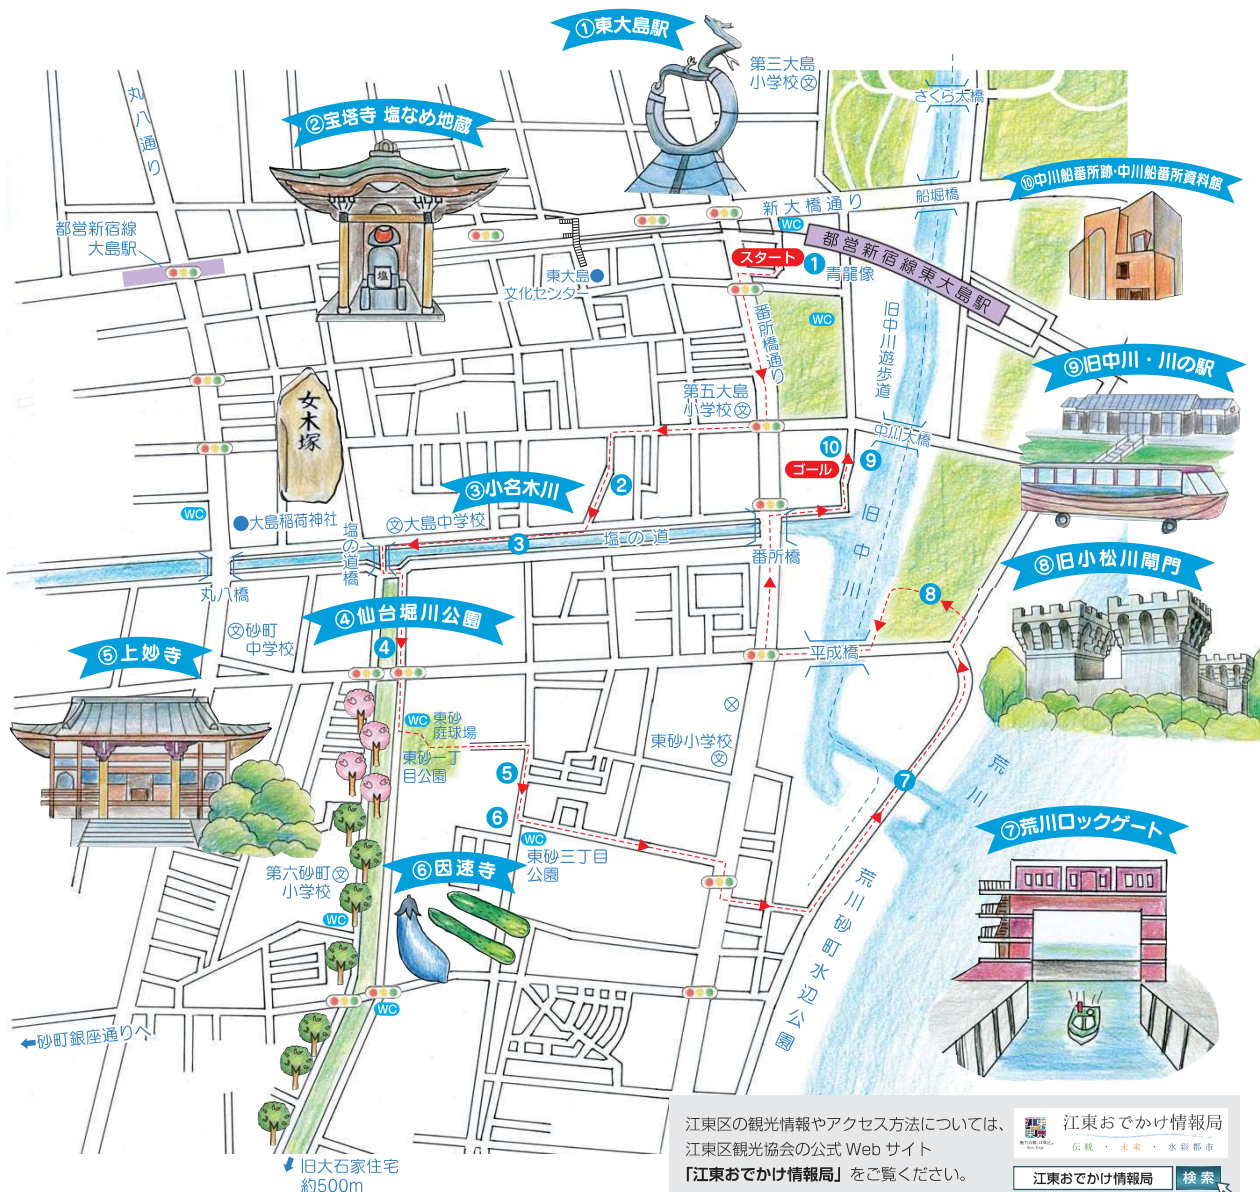 ①東大島駅
第三大島
小学校㊫
さくら大橋
丸八通り
②宝塔寺 塩なめ地蔵
⑩中川船番所跡・中川船番所資料館
船堀橋
新大橋通り
WC
都営新宿線
大島駅
スタート
1
青龍像
都営新宿線東大島駅
塩
東大島
文化センター
番所橋通り
WC
旧中川遊歩道
⑨旧中川・川の駅
女木塚
第五大島
小学校㊫
中川大橋
10
9
ゴール
2
③小名木川
WC
大島稲荷神社
㊫大島中学校
塩の道橋
3
塩の道
番所橋
旧中川
丸八橋
⑧旧小松川閘門
8
④仙台堀川公園
㊫砂町
中学校
4
平成橋
⑤上妙寺
WC
東砂
庭球場
東砂一丁
目公園
東砂小学校
㊫
5
7
荒川
6
WC
東砂三丁目
公園
⑦荒川ロックゲート
第六砂町㊫
小学校
⑥因速寺
WC
荒川砂町水辺公園
WC
←砂町銀座通りへ
旧大石家住宅
約500m
江東区の観光情報やアクセス方法については、
江東区観光協会の公式 Web サイト
「江東おでかけ情報局」をご覧ください。
江東おでかけ情報局
伝統・未来・水彩都市
江東おでかけ情報局
検索